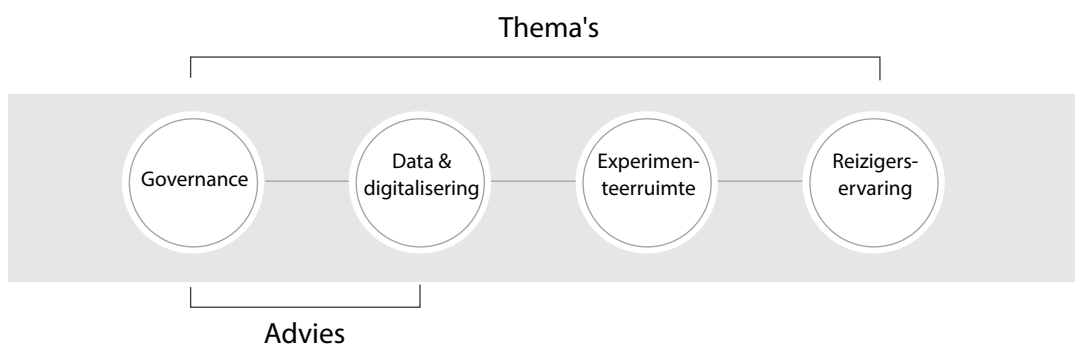 Thema's
Governance
Data &
digitalisering
Experimen-
teerruimte
Reizigers-
ervaring
Advies